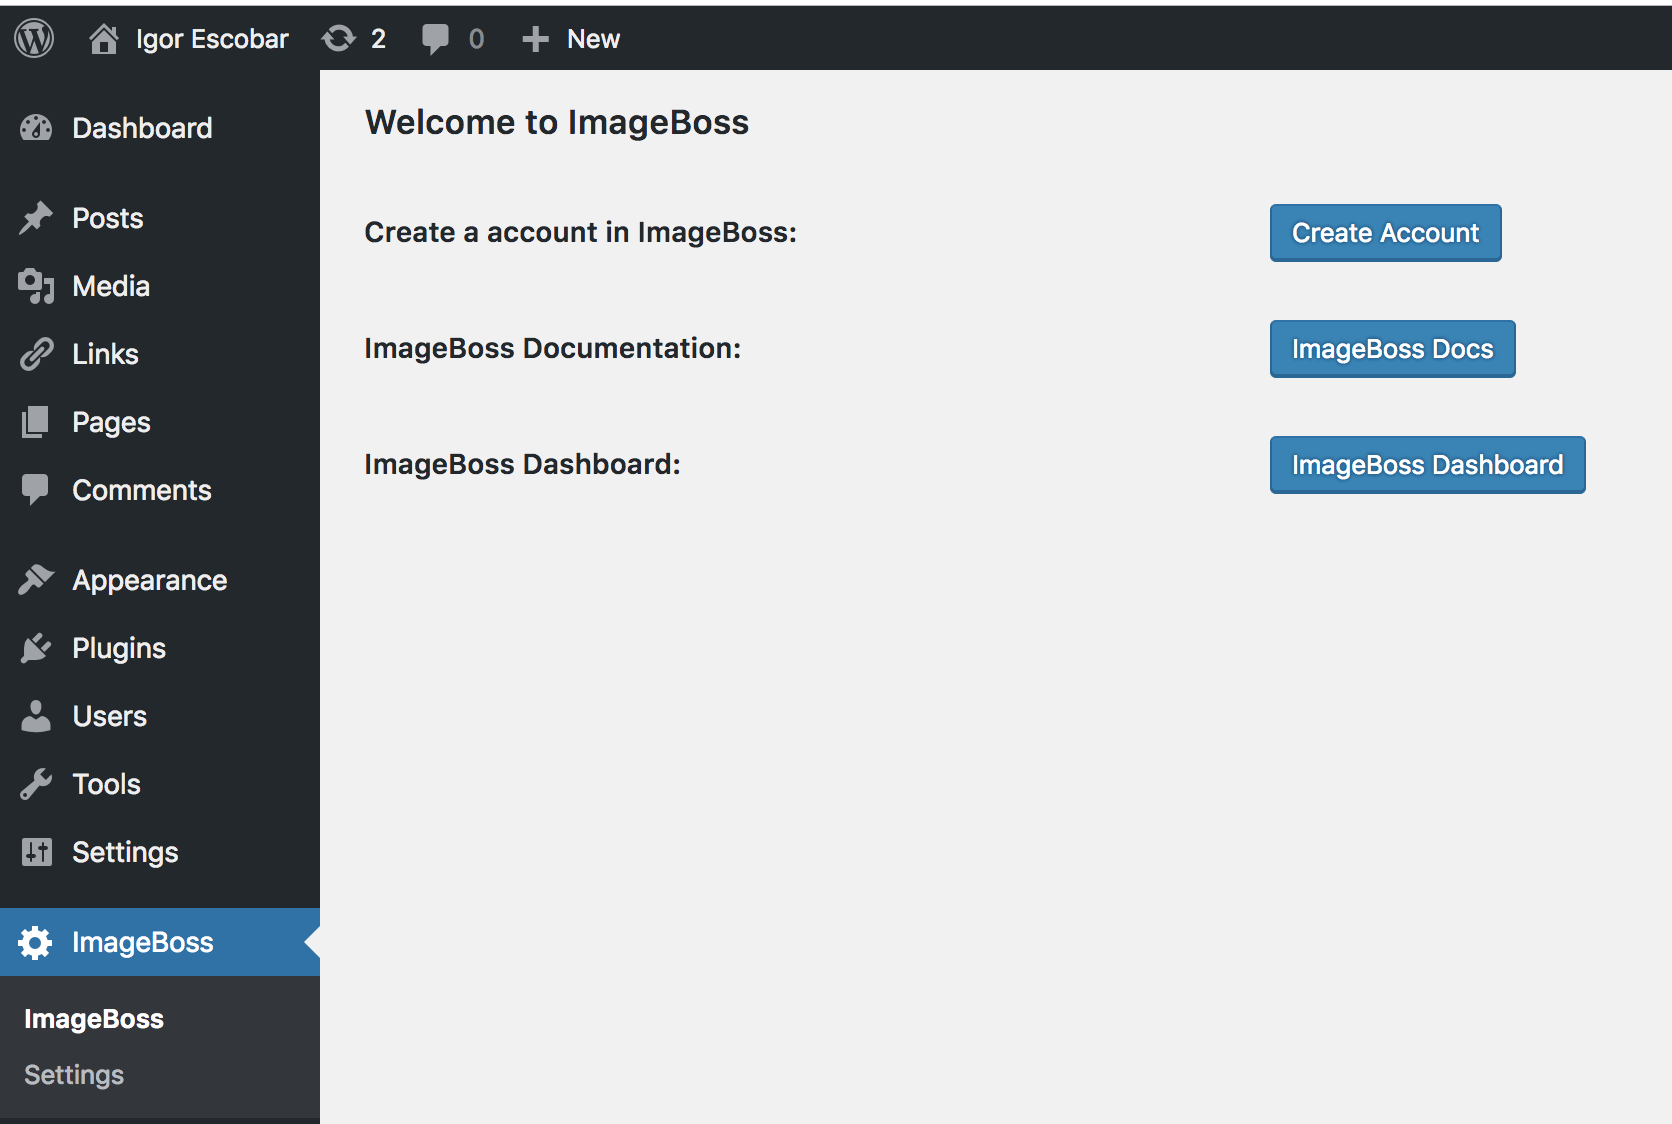 Igor Escobar 2 0 New
Dashboard
Posts
Media
Links
Pages
Comments
Appearance
Plugins
Users
Tools
Settings
ImageBoss
ImageBoss
Settings
Welcome to ImageBoss
Create a account in ImageBoss: Create Account
ImageBoss Documentation: ImageBoss Docs
ImageBoss Dashboard: ImageBoss Dashboard